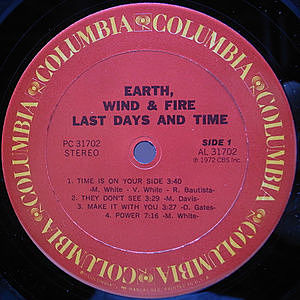 COLUMBIA COLUMBIA COLUMBIA COLUMBIA COLUMBIA COLUMBIA
EARTH,
WIND & FIRE
LAST DAYS AND TIME
PC 31702
STEREO
SIDE 1
AL 31702
℗ 1972 CBS Inc.
1. TIME IS ON YOUR SIDE 3:40
-M. White- V. White - R. Bautista-
2. THEY DON'T SEE 3:29 -M. Davis-
3. MAKE IT WITH YOU 3:27 -D. Gates-
4. POWER 7:16 -M. White-